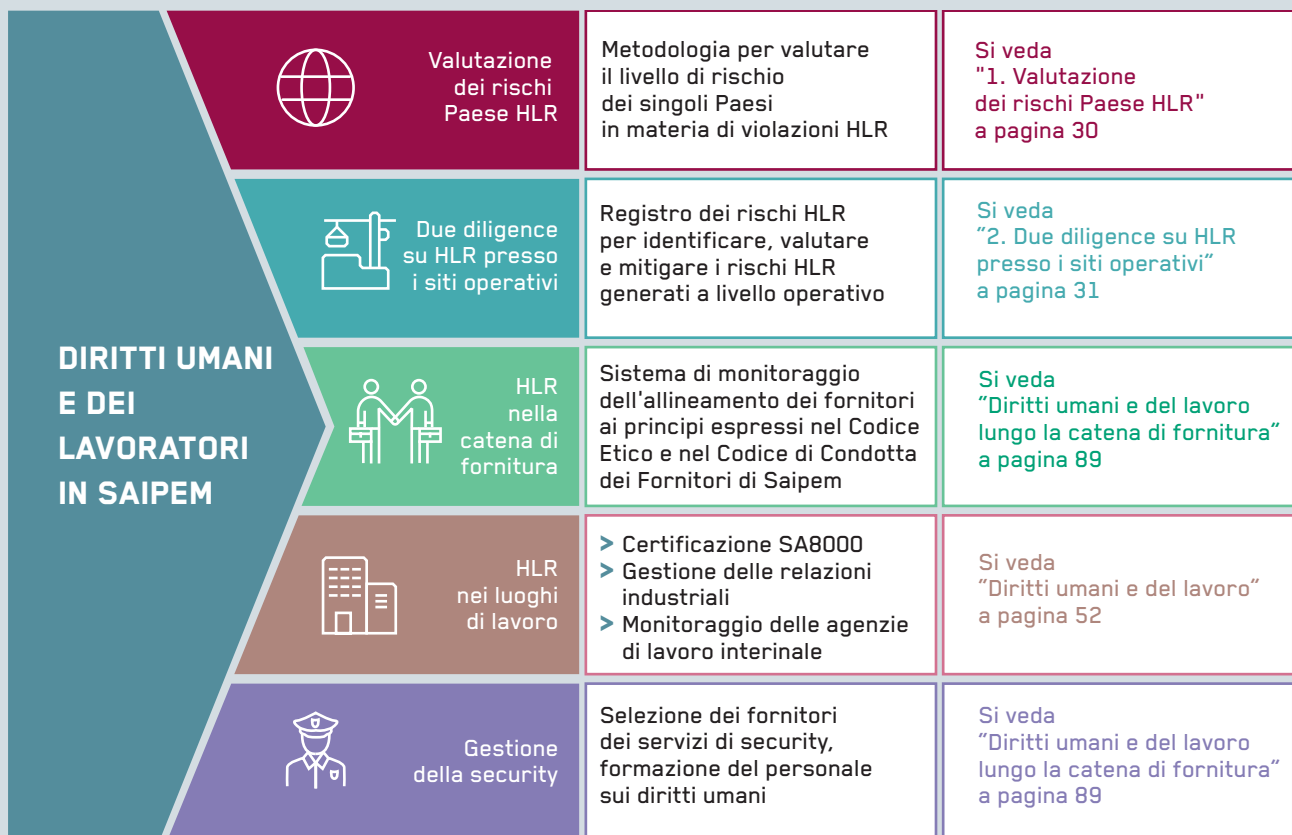 DIRITTI UMANI
E DEI
LAVORATORI
IN SAIPEM
Valutazione
dei rischi
Paese HLR
Metodologia per valutare
il livello di rischio
dei singoli Paesi
in materia di violazioni HLR
Si veda
"1. Valutazione
dei rischi Paese HLR"
a pagina 30
Due diligence
su HLR presso
i siti operativi
Registro dei rischi HLR
per identificare, valutare
e mitigare i rischi HLR
generati a livello operativo
Si veda
"2. Due diligence su HLR
presso i siti operativi"
a pagina 31
HLR
nella
catena di
fornitura
Sistema di monitoraggio
dell'allineamento dei fornitori
ai principi espressi nel Codice
Etico e nel Codice di Condotta
dei Fornitori di Saipem
Si veda
"Diritti umani e del lavoro
lungo la catena di fornitura"
a pagina 89
HLR
nei luoghi
di lavoro
> Certificazione SA8000
> Gestione delle relazioni
industriali
> Monitoraggio delle agenzie
di lavoro interinale
Si veda
"Diritti umani e del lavoro"
a pagina 52
Gestione
della security
Selezione dei fornitori
dei servizi di security,
formazione del personale
sui diritti umani
Si veda
"Diritti umani e del lavoro
lungo la catena di fornitura"
a pagina 89